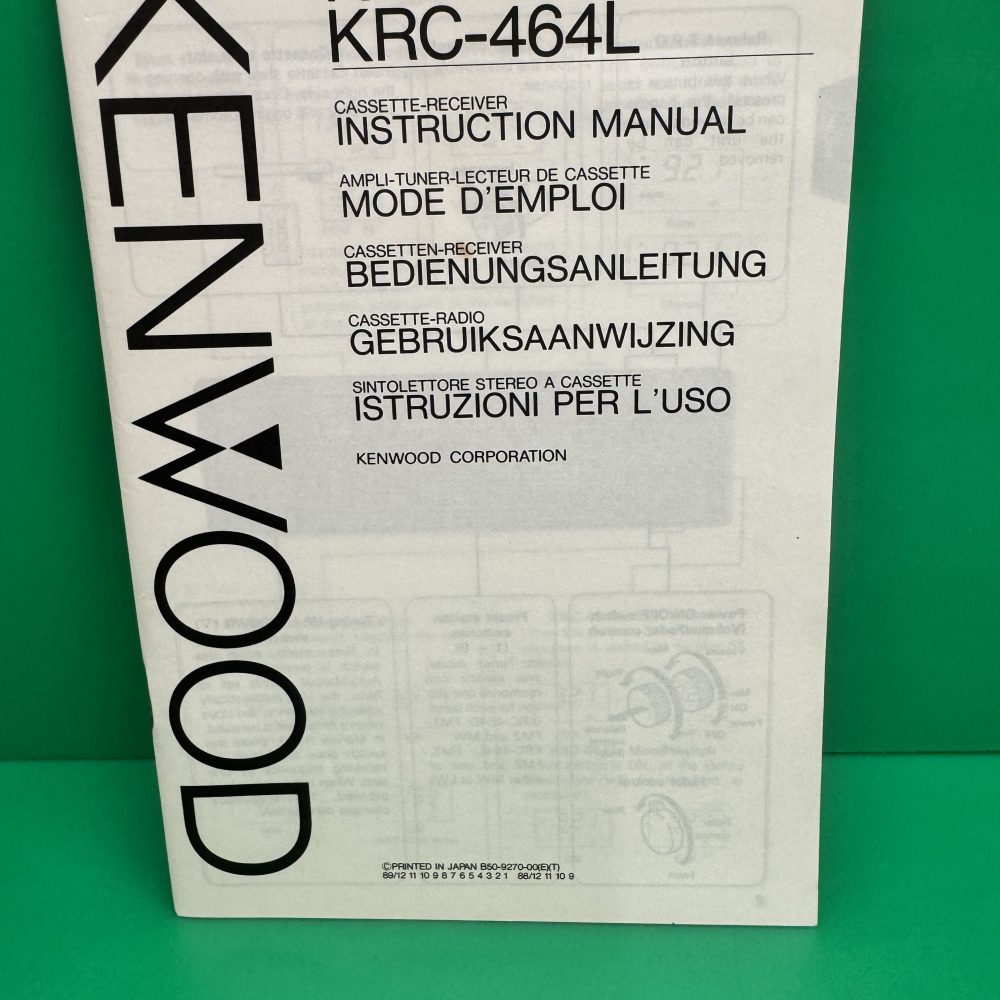 KENWOOD
KRC-464L
CASSETTE-RECEIVER
INSTRUCTION MANUAL
AMPLI-TUNER-LECTEUR DE CASSETTE
MODE D'EMPLOI
CASSETTEN-RECEIVER
BEDIENUNGSANLEITUNG
CASSETTE-RADIO
GEBRUIKSAANWIJZING
SINTOLETTORE STEREO A CASSETTE
ISTRUZIONI PER L'USO
KENWOOD CORPORATION
©PRINTED IN JAPAN B50-9270-00(E)(T)
89/12 11 10 9 8 7 6 5 4 3 2 1 88/12 11 10 9